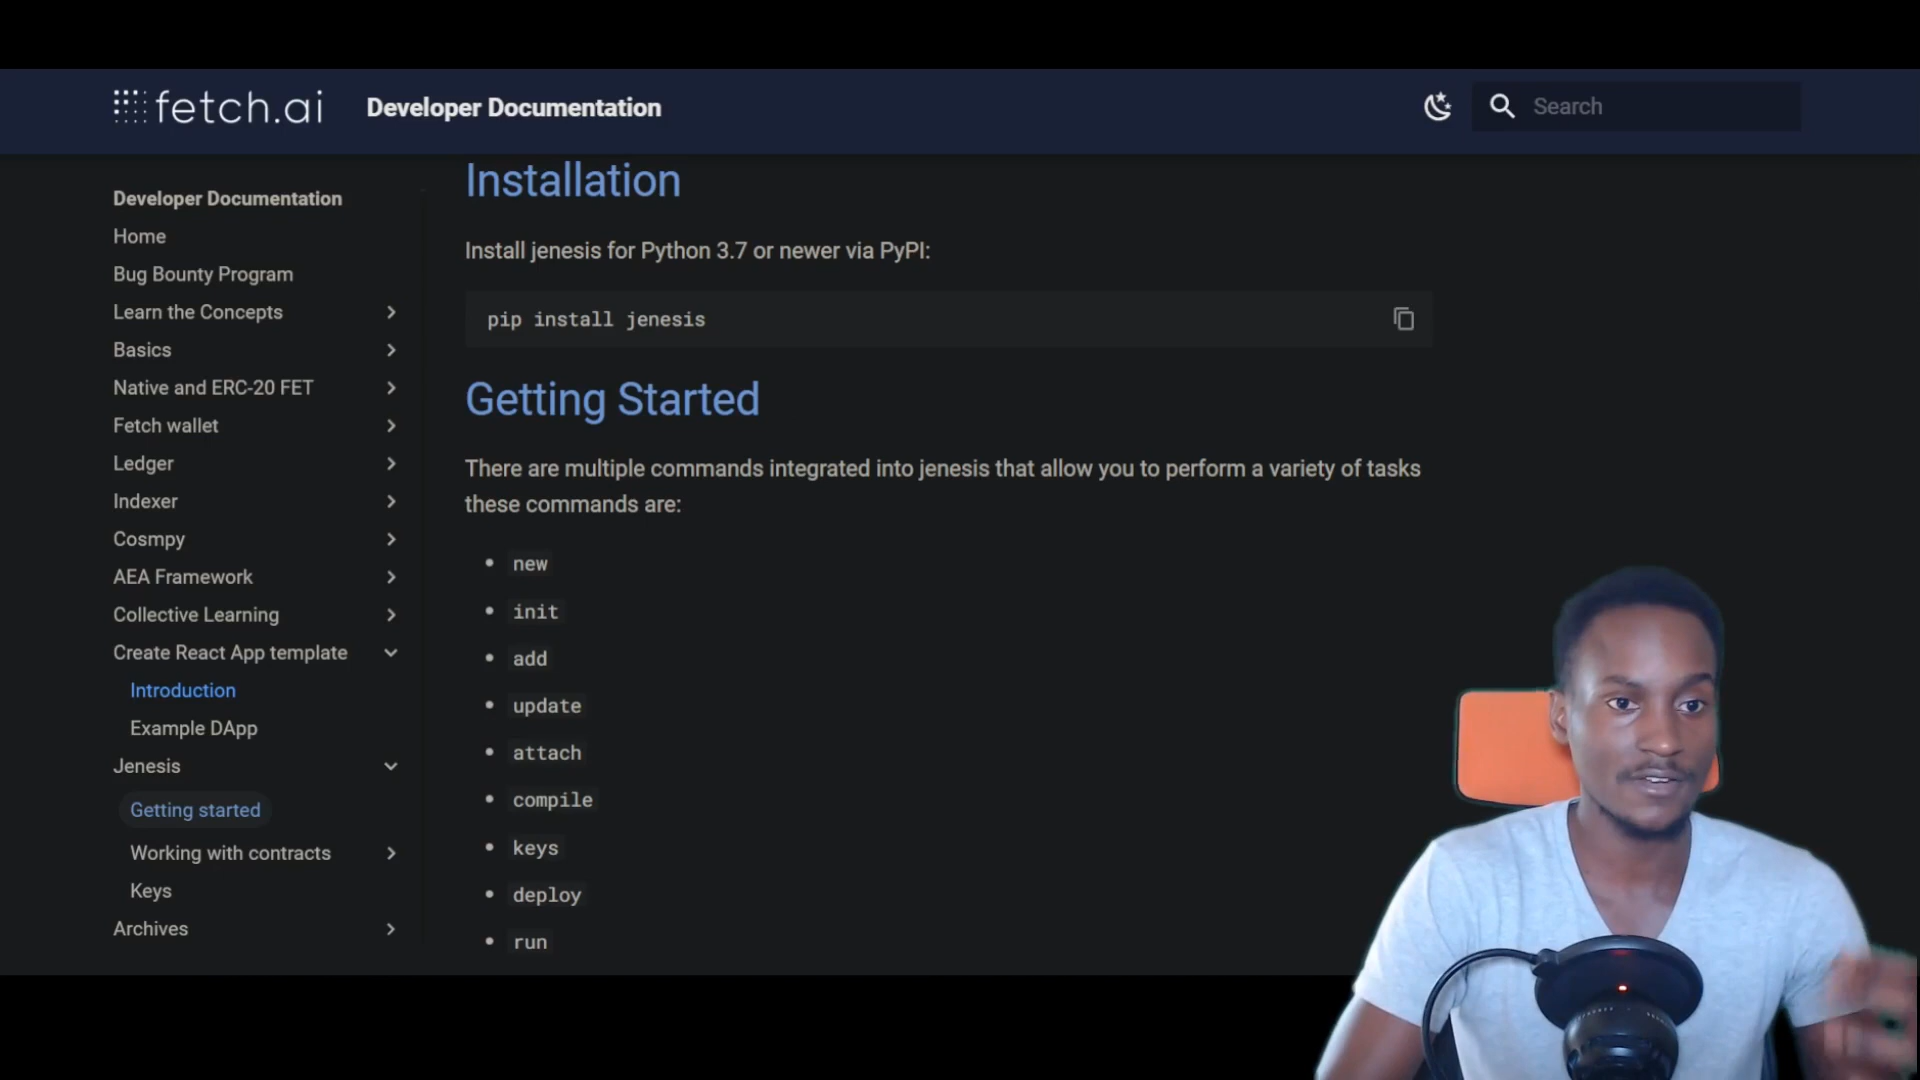 fetch.ai
Developer Documentation
Search
Developer Documentation
Home
Bug Bounty Program
Learn the Concepts
Basics
Native and ERC-20 FET
Fetch wallet
Ledger
Indexer
Cosmpy
AEA Framework
Collective Learning
Create React App template
Introduction
Example DApp
Jenesis
Getting started
Working with contracts
Keys
Archives
Installation
Install jenesis for Python 3.7 or newer via PyPI:
pip install jenesis
Getting Started
There are multiple commands integrated into jenesis that allow you to perform a variety of tasks
these commands are:
new
init
add
update
attach
compile
keys
deploy
run